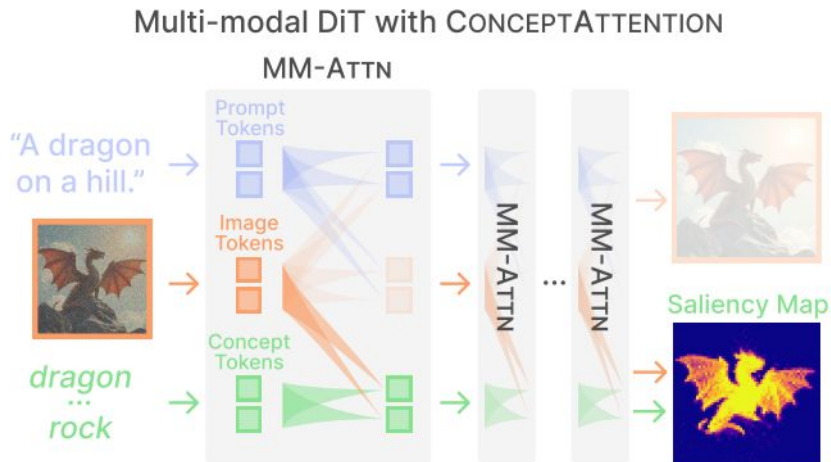 Multi-modal DiT with CONCEPTATTENTION
MM-ATTN
Prompt
Tokens
“A dragon
on a hill.”
Image
Tokens
Concept
Tokens
dragon
...
rock
MM-ATTN
...
MM-ATTN
Saliency Map